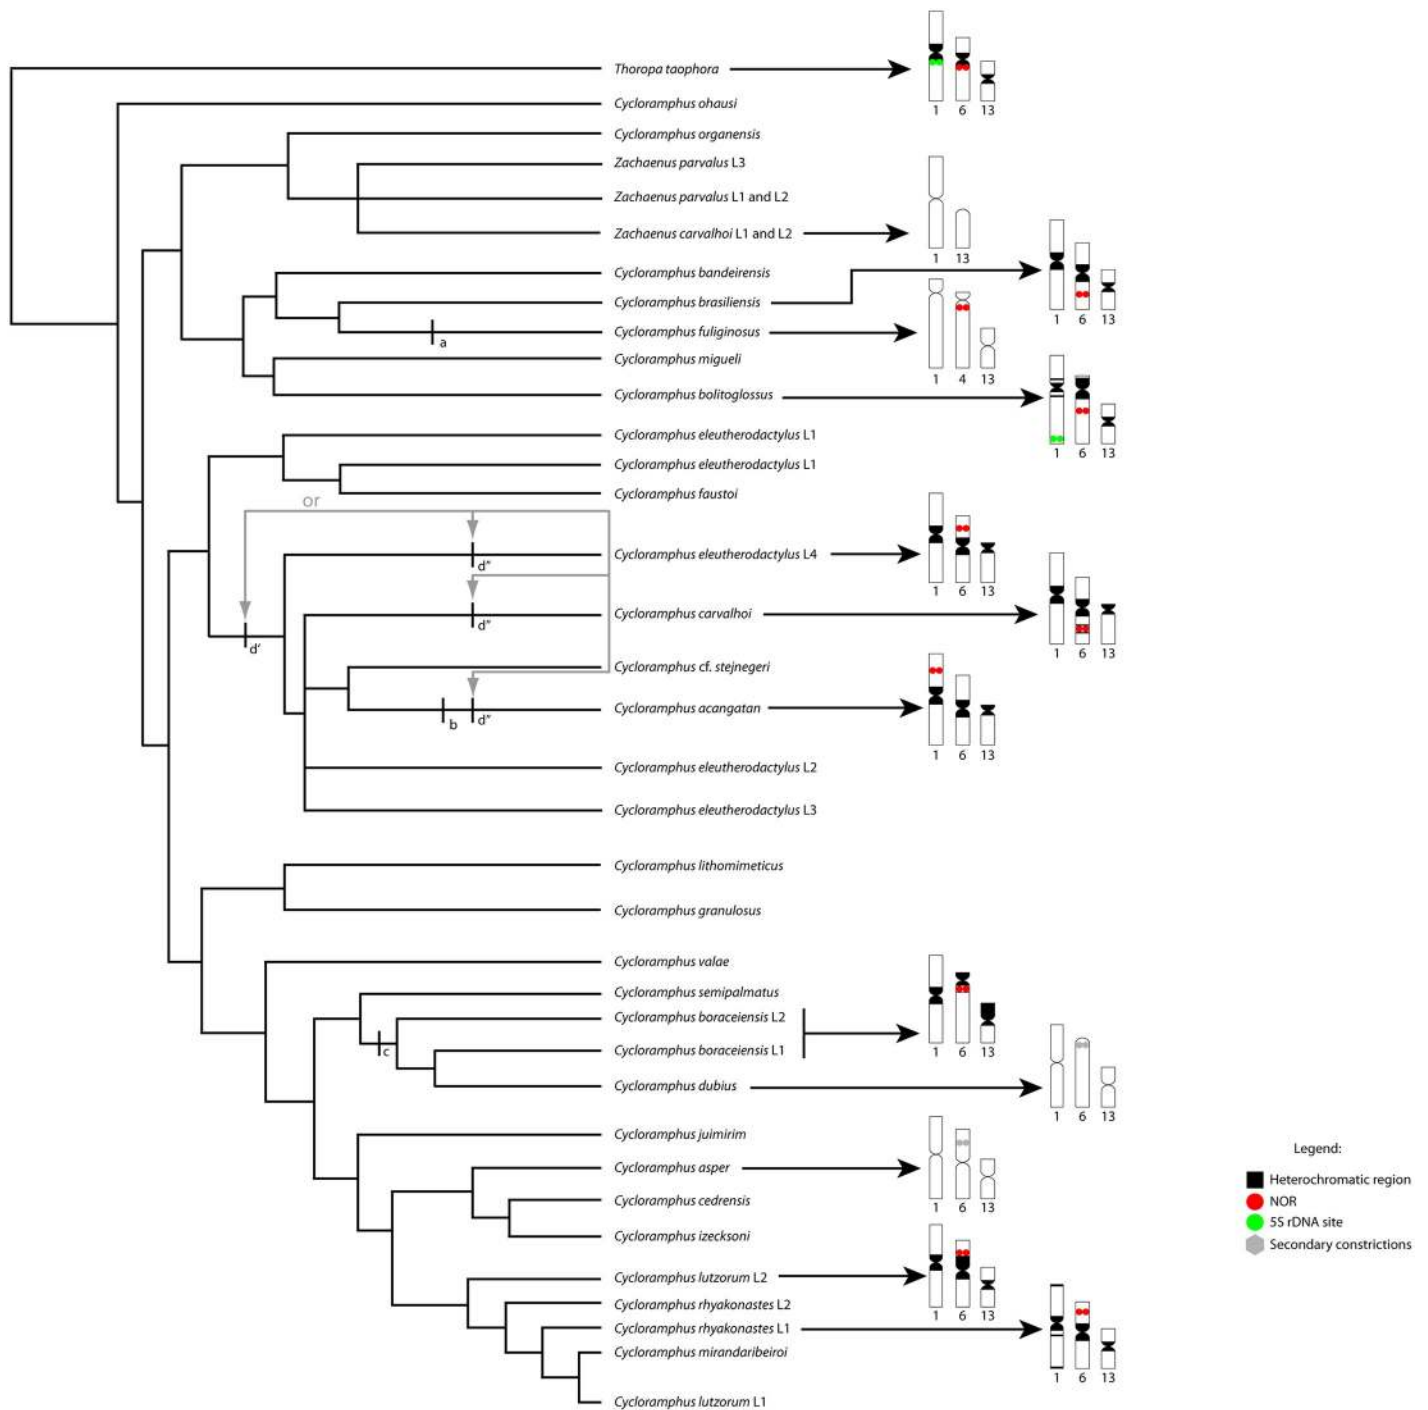 Thoropa taophora
1 6 13
Cycloramphus ohausi
Cycloramphus organensis
Zachaenus parvalus L3
Zachaenus parvalus L1 and L2
Zachaenus carvalhoi L1 and L2
1 13
Cycloramphus bandeirensis
Cycloramphus brasiliensis
1 6 13
Cycloramphus fuliginosus
a
1 4 13
Cycloramphus migueli
Cycloramphus bolitoglossus
1 6 13
Cycloramphus eleutherodactylus L1
Cycloramphus eleutherodactylus L1
Cycloramphus faustoi
or
Cycloramphus eleutherodactylus L4
d"
1 6 13
Cycloramphus carvalhoi
d"
1 6 13
d'
Cycloramphus cf. stejnegeri
Cycloramphus acangatan
b d"
1 6 13
Cycloramphus eleutherodactylus L2
Cycloramphus eleutherodactylus L3
Cycloramphus lithomimeticus
Cycloramphus granulosus
Cycloramphus valae
Cycloramphus semipalmatus
Cycloramphus boraceiensis L2
c
Cycloramphus boraceiensis L1
1 6 13
Cycloramphus dubius
1 6 13
Cycloramphus juimirim
Cycloramphus asper
Cycloramphus cedrensis
1 6 13
Cycloramphus izecksoni
Cycloramphus lutzorum L2
1 6 13
Cycloramphus rhyakonastes L2
Cycloramphus rhyakonastes L1
Cycloramphus mirandaribeiroi
1 6 13
Cycloramphus lutzorum L1
Legend:
Heterochromatic region
NOR
5S rDNA site
Secondary constrictions